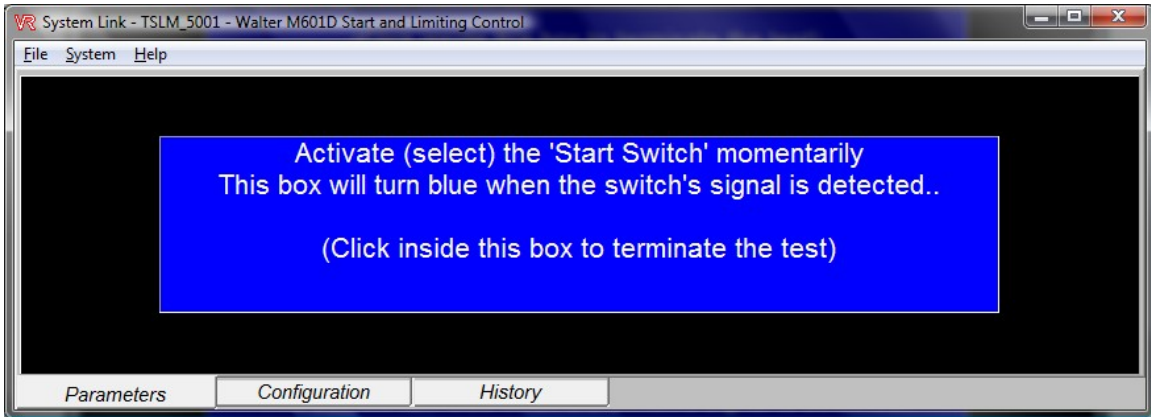 VR System Link - TSLM_5001 - Walter M601D Start and Limiting Control
File System Help
Activate (select) the 'Start Switch' momentarily
This box will turn blue when the switch's signal is detected..
(Click inside this box to terminate the test)
Parameters Configuration History